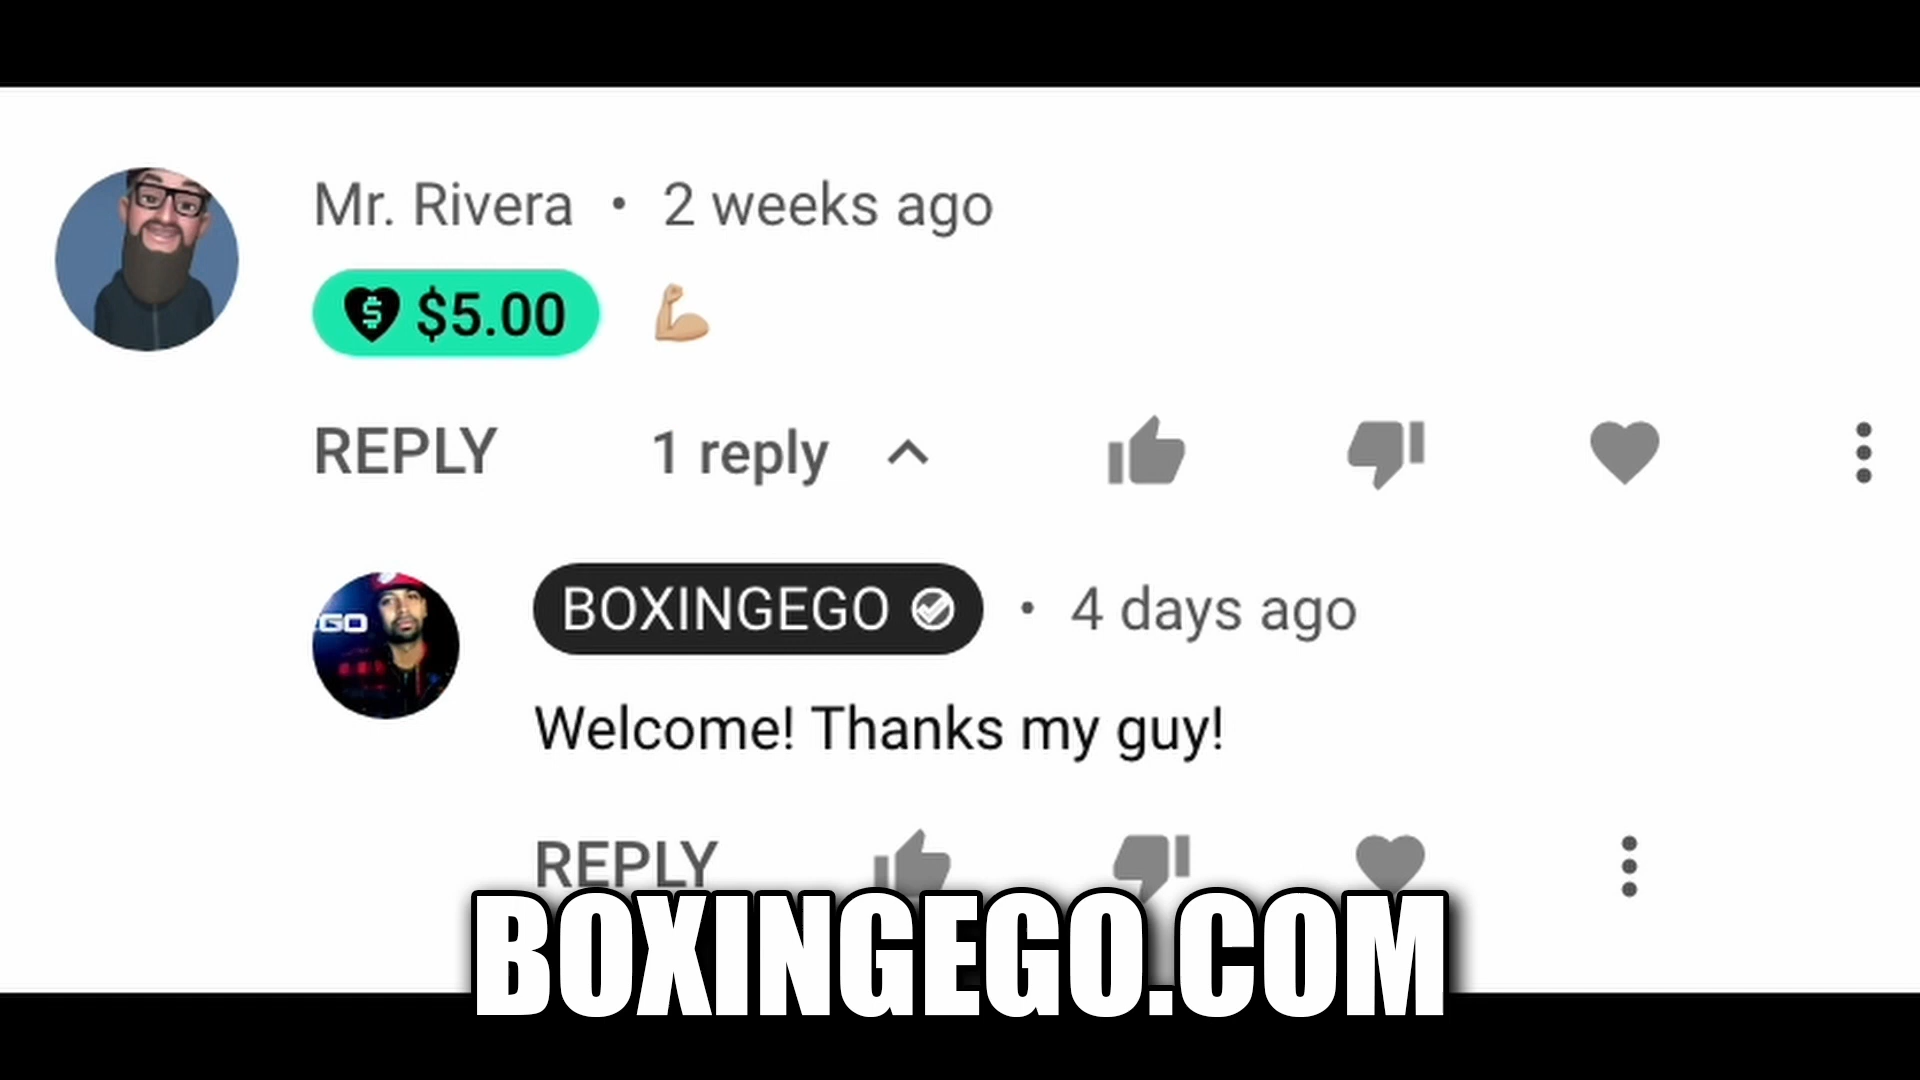 Mr. Rivera • 2 weeks ago
$5.00 💪🏼
REPLY 1 reply
GO
BOXINGEGO • 4 days ago
Welcome! Thanks my guy!
REPLY
BOXINGEGO.COM